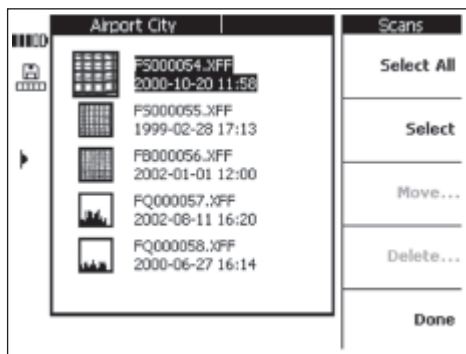 Airport City
Scans
FS000054.XFF
2000-10-20 11:58
FS000055.XFF
1999-02-28 17:13
FB000056.XFF
2002-01-01 12:00
FQ000057.XFF
2002-08-11 16:20
FQ000058.XFF
2000-06-27 16:14
Select All
Select
Move...
Delete...
Done